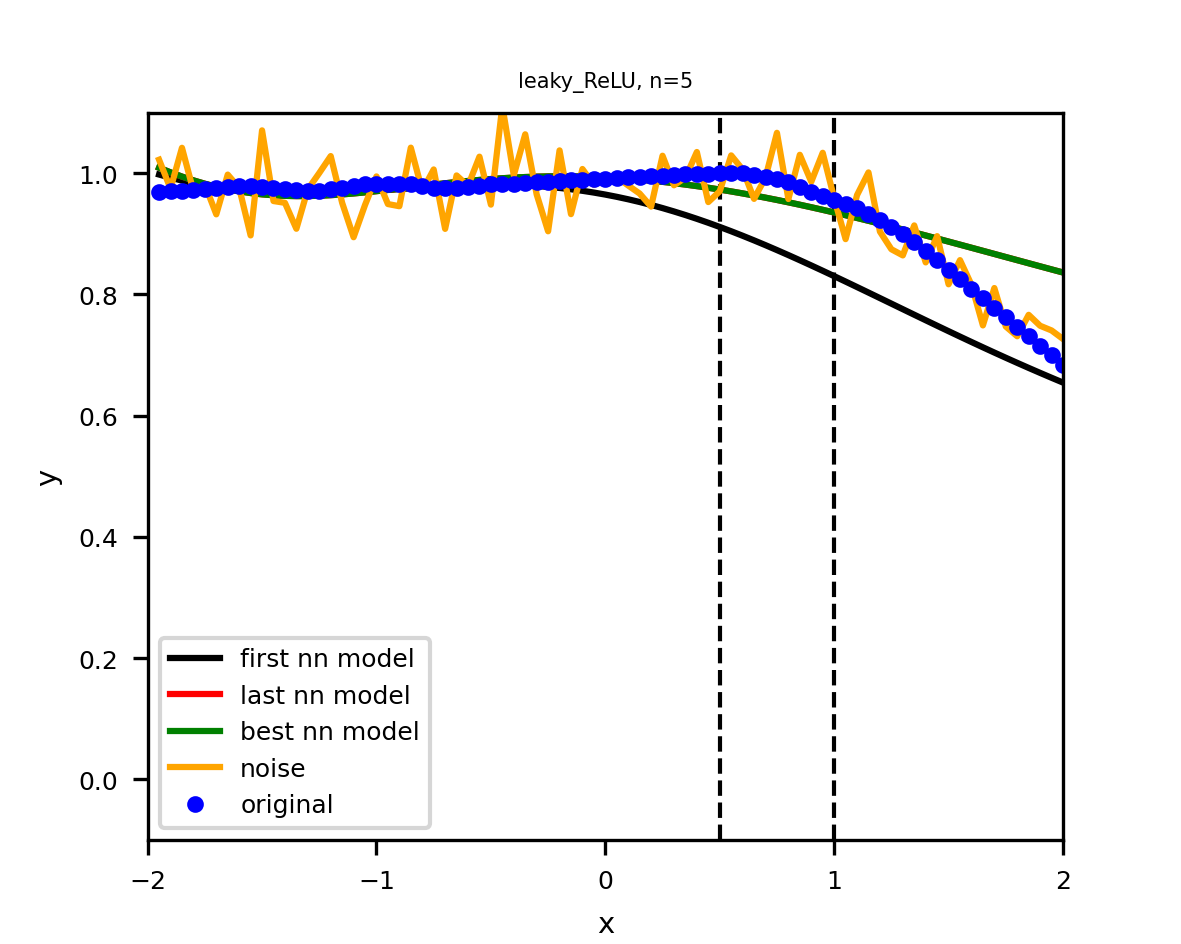 leaky_ReLU, n=5
1.0
0.8
0.6
0.4
0.2
0.0
y
first nn model
last nn model
best nn model
noise
original
−2
−1
0
1
2
x